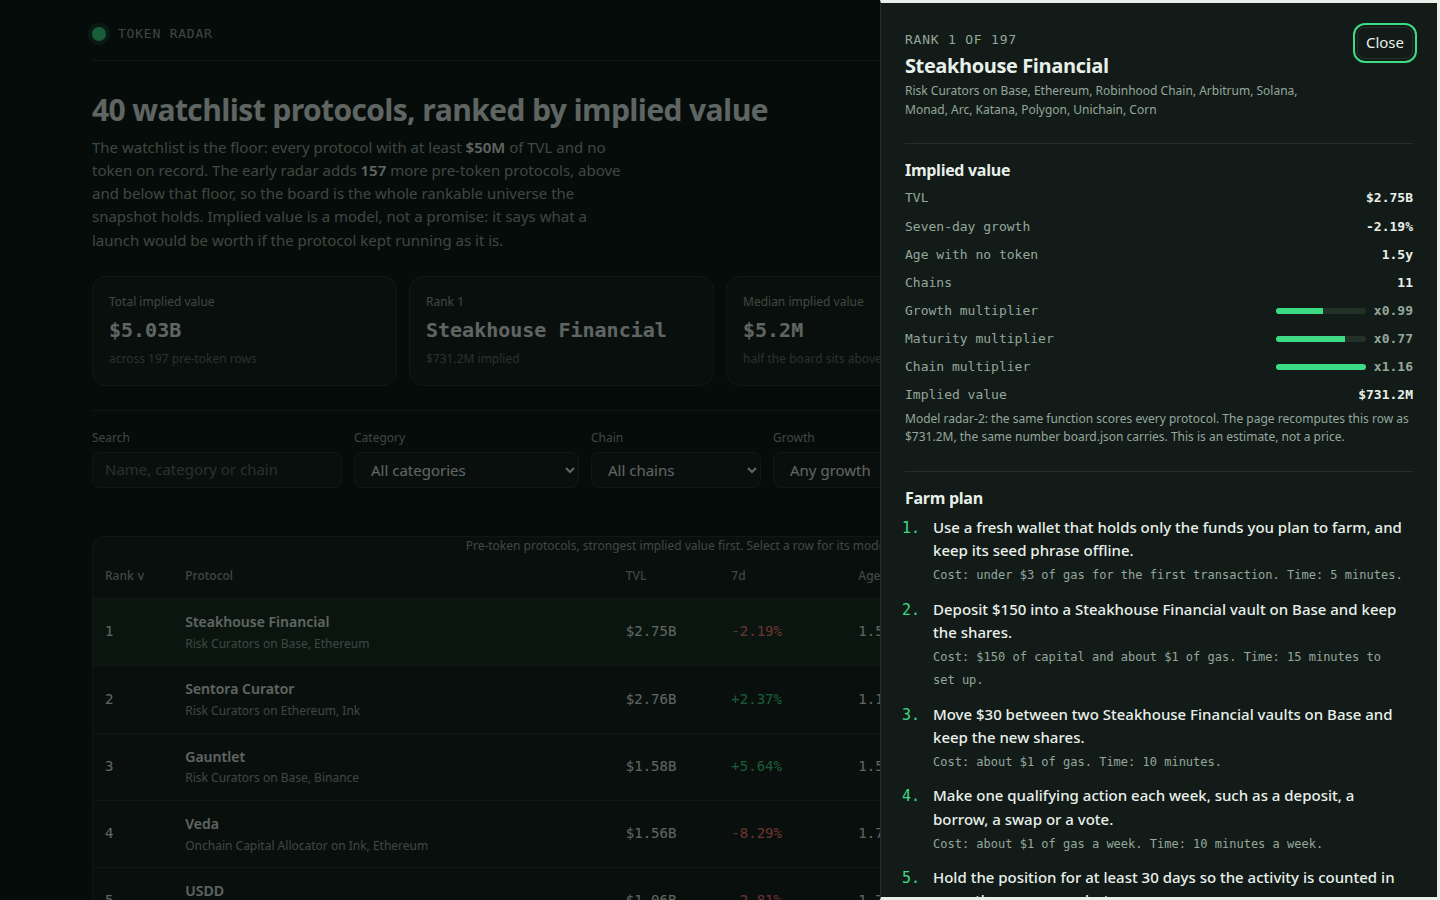 TOKEN RADAR
40 watchlist protocols, ranked by implied value
The watchlist is the floor: every protocol with at least $50M of TVL and no
token on record. The early radar adds 157 more pre-token protocols, above
and below that floor, so the board is the whole rankable universe the
snapshot holds. Implied value is a model, not a promise: it says what a
launch would be worth if the protocol kept running as it is.
Total implied value
$5.03B
across 197 pre-token rows
Rank 1
Steakhouse Financial
$731.2M implied
Median implied value
$5.2M
half the board sits above
Search
Category
Chain
Growth
Name, category or chain
All categories
All chains
Any growth
Pre-token protocols, strongest implied value first. Select a row for its mod
Rank v Protocol TVL 7d Age
1 Steakhouse Financial $2.75B -2.19% 1.5
Risk Curators on Base, Ethereum
2 Sentora Curator $2.76B +2.37% 1.1
Risk Curators on Ethereum, Ink
3 Gauntlet $1.58B +5.64% 1.5
Risk Curators on Base, Binance
4 Veda $1.56B -8.29% 1.7
Onchain Capital Allocator on Ink, Ethereum
USDD
RANK 1 OF 197
Close
Steakhouse Financial
Risk Curators on Base, Ethereum, Robinhood Chain, Arbitrum, Solana,
Monad, Arc, Katana, Polygon, Unichain, Corn
Implied value
TVL $2.75B
Seven-day growth -2.19%
Age with no token 1.5y
Chains 11
Growth multiplier x0.99
Maturity multiplier x0.77
Chain multiplier x1.16
Implied value $731.2M
Model radar-2: the same function scores every protocol. The page recomputes this row as
$731.2M, the same number board.json carries. This is an estimate, not a price.
Farm plan
1. Use a fresh wallet that holds only the funds you plan to farm, and
keep its seed phrase offline.
Cost: under $3 of gas for the first transaction. Time: 5 minutes.
2. Deposit $150 into a Steakhouse Financial vault on Base and keep
the shares.
Cost: $150 of capital and about $1 of gas. Time: 15 minutes to
set up.
3. Move $30 between two Steakhouse Financial vaults on Base and
keep the new shares.
Cost: about $1 of gas. Time: 10 minutes.
4. Make one qualifying action each week, such as a deposit, a
borrow, a swap or a vote.
Cost: about $1 of gas a week. Time: 10 minutes a week.
5. Hold the position for at least 30 days so the activity is counted in